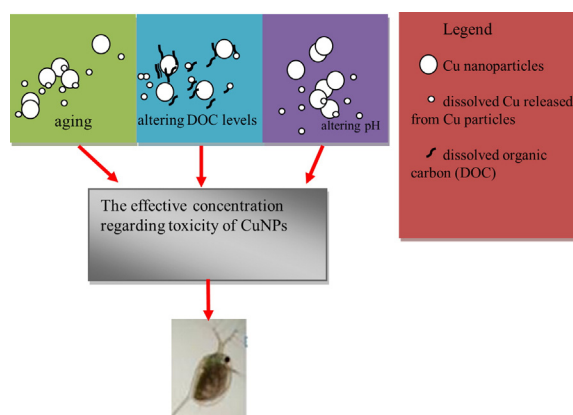 aging
altering DOC levels
altering pH
The effective concentration
regarding toxicity of CuNPs
Legend
Cu nanoparticles
dissolved Cu released
from Cu particles
dissolved organic
carbon (DOC)